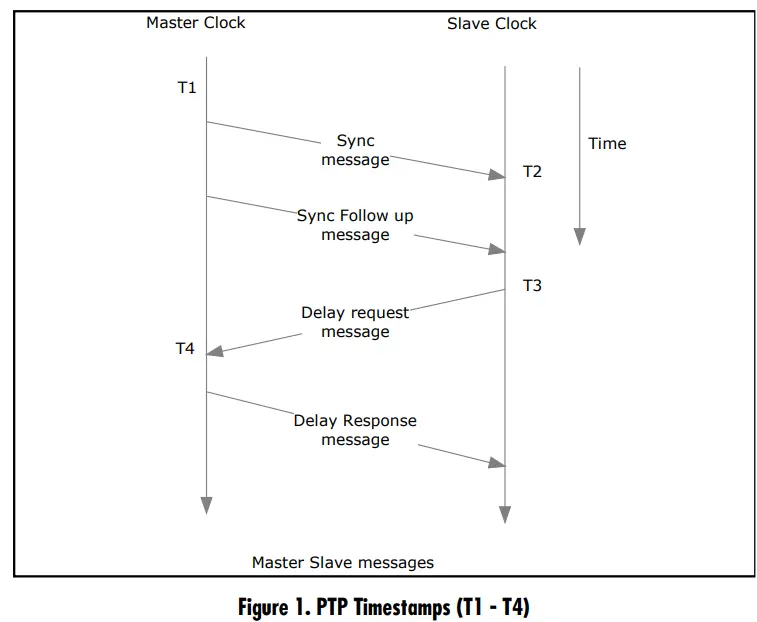 Master Clock
Slave Clock
T1
Sync
message
Time
T2
Sync Follow up
message
T3
Delay request
message
T4
Delay Response
message
Master Slave messages
Figure 1. PTP Timestamps (T1 - T4)